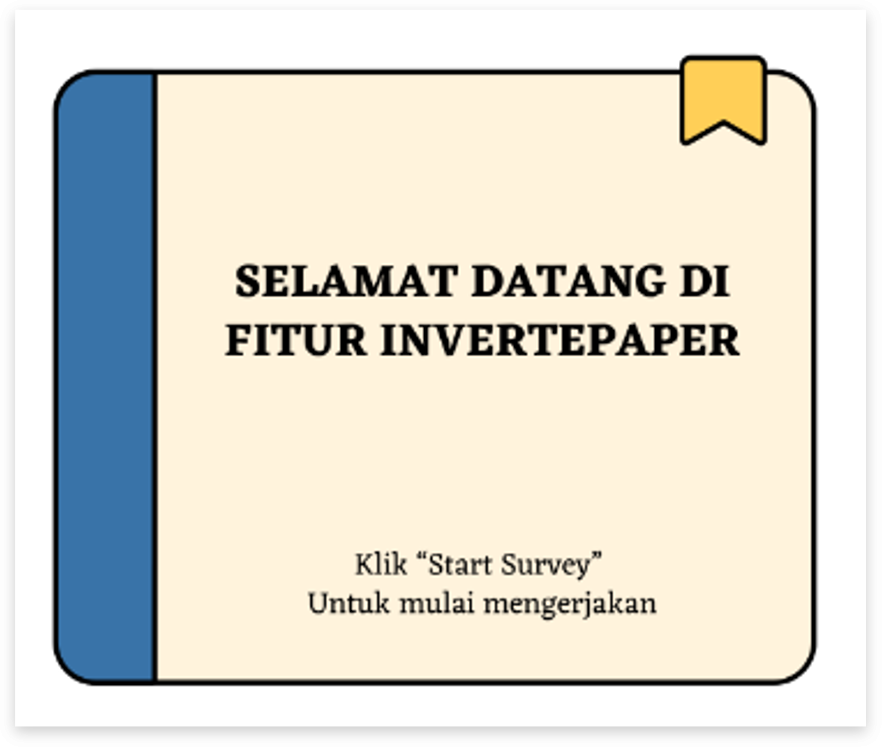 SELAMAT DATANG DI
FITUR INVERTEPAPER
Klik “Start Survey”
Untuk mulai mengerjakan